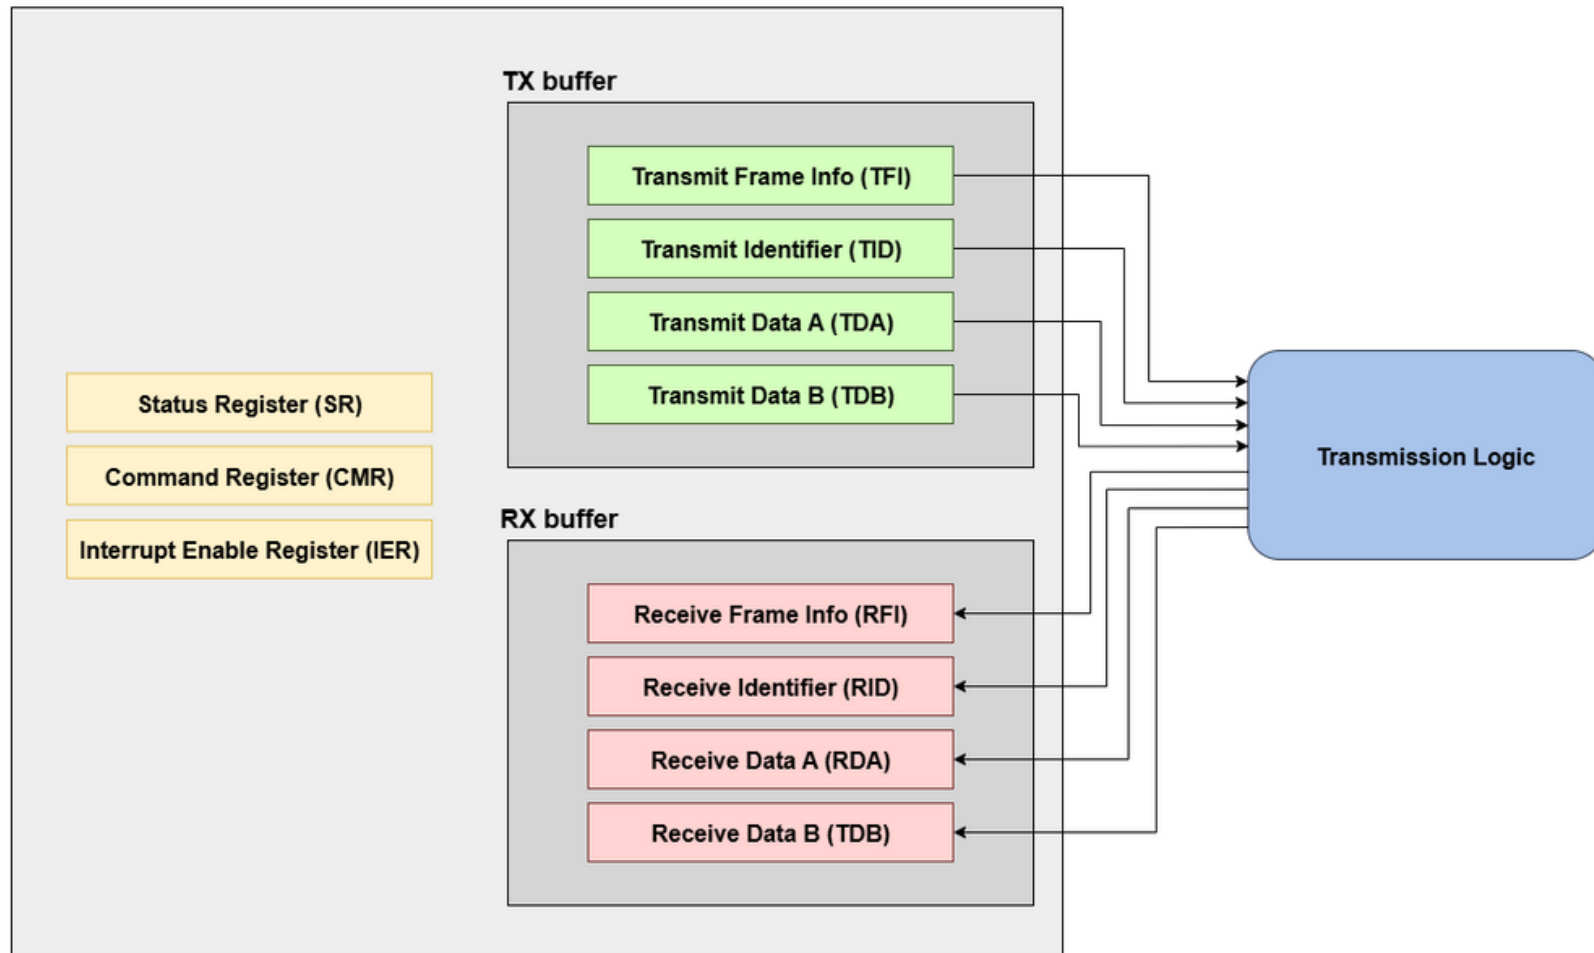 TX buffer
Transmit Frame Info (TFI)
Transmit Identifier (TID)
Transmit Data A (TDA)
Transmit Data B (TDB)
Status Register (SR)
Command Register (CMR)
Interrupt Enable Register (IER)
Transmission Logic
RX buffer
Receive Frame Info (RFI)
Receive Identifier (RID)
Receive Data A (RDA)
Receive Data B (TDB)